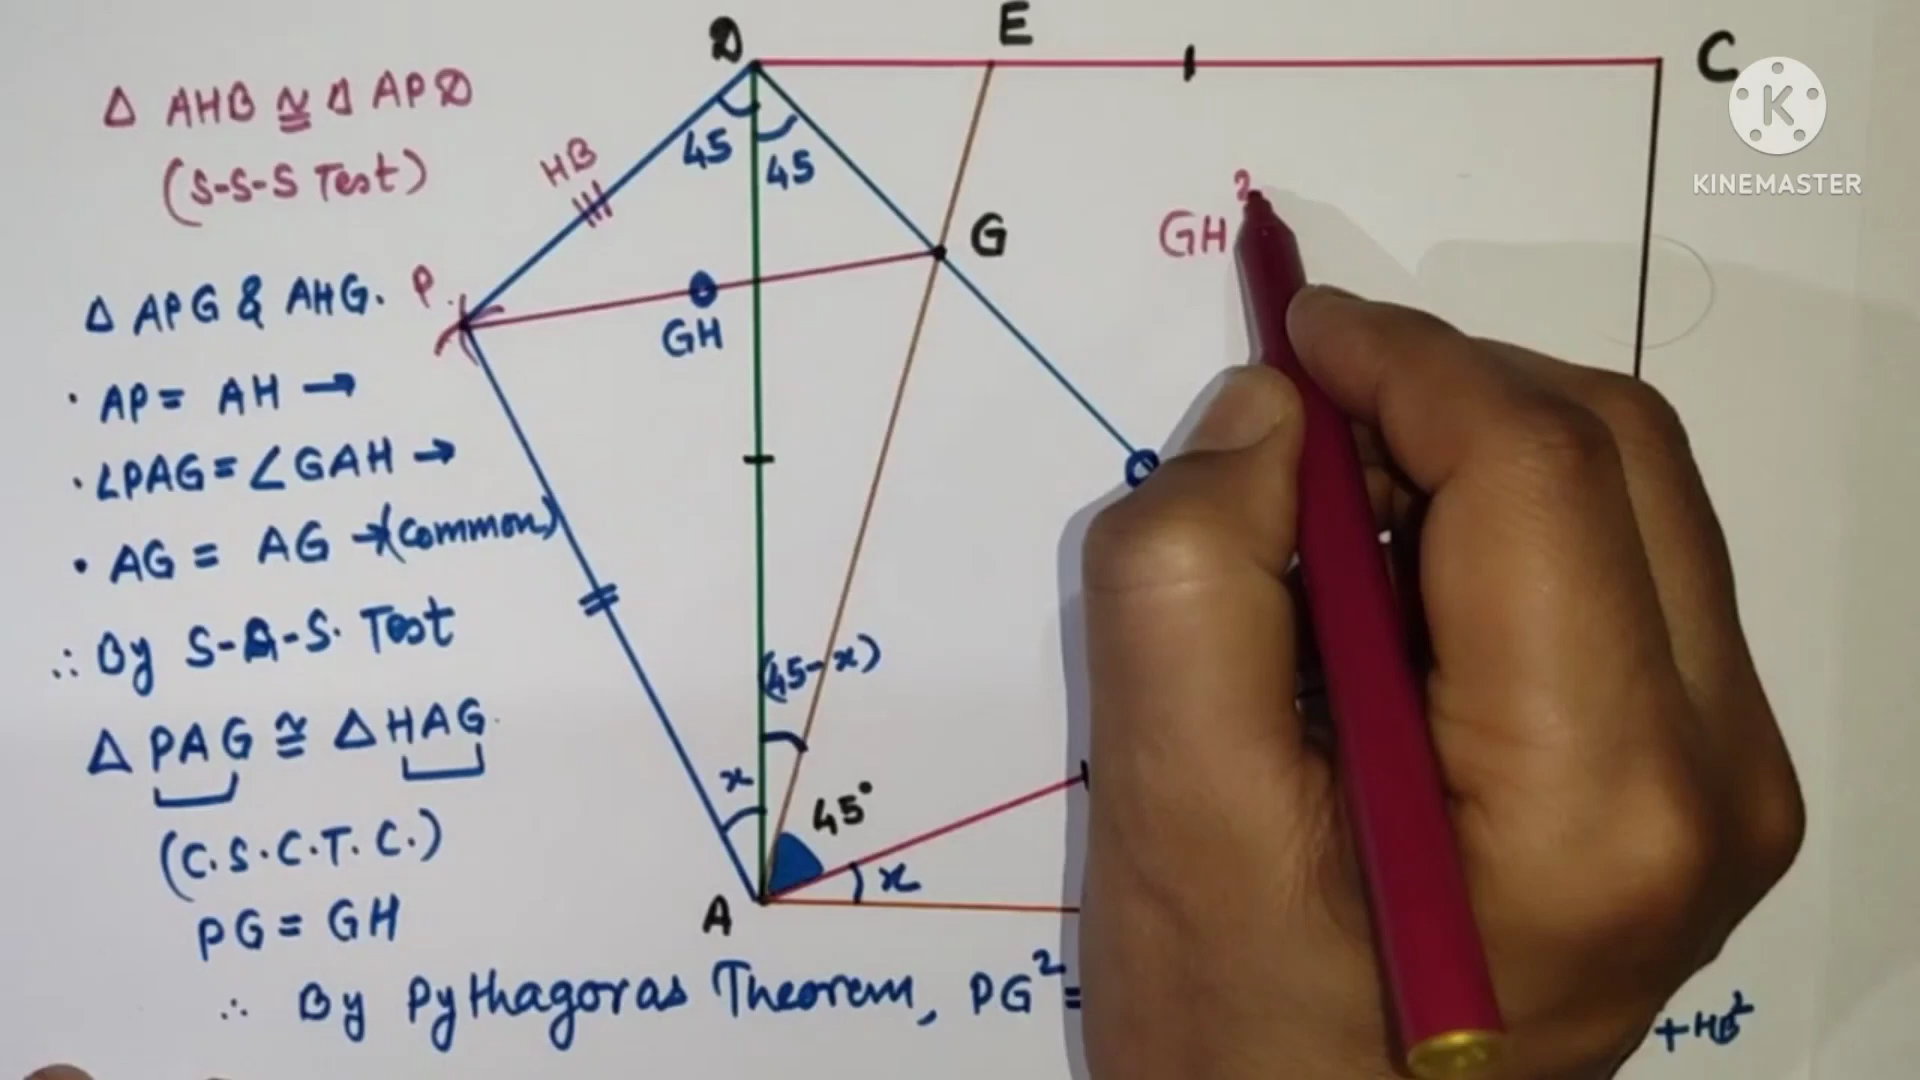 △ AHB ≅ △ APD
(S-S-S Test)
△ APG & AHG.
· AP = AH →
· ∠PAG = ∠GAH →
· AG = AG → (Common)
∴ By S-A-S. Test
△ PAG ≅ △ HAG.
(C.S.C.T.C.)
PG = GH
∴ By Pythagoras Theorem, PG² =
+ HB²
D
E
C
45
45
HB
P.
G
GH
GH²
(45-x)
x
45°
x
A
K
KINEMASTER